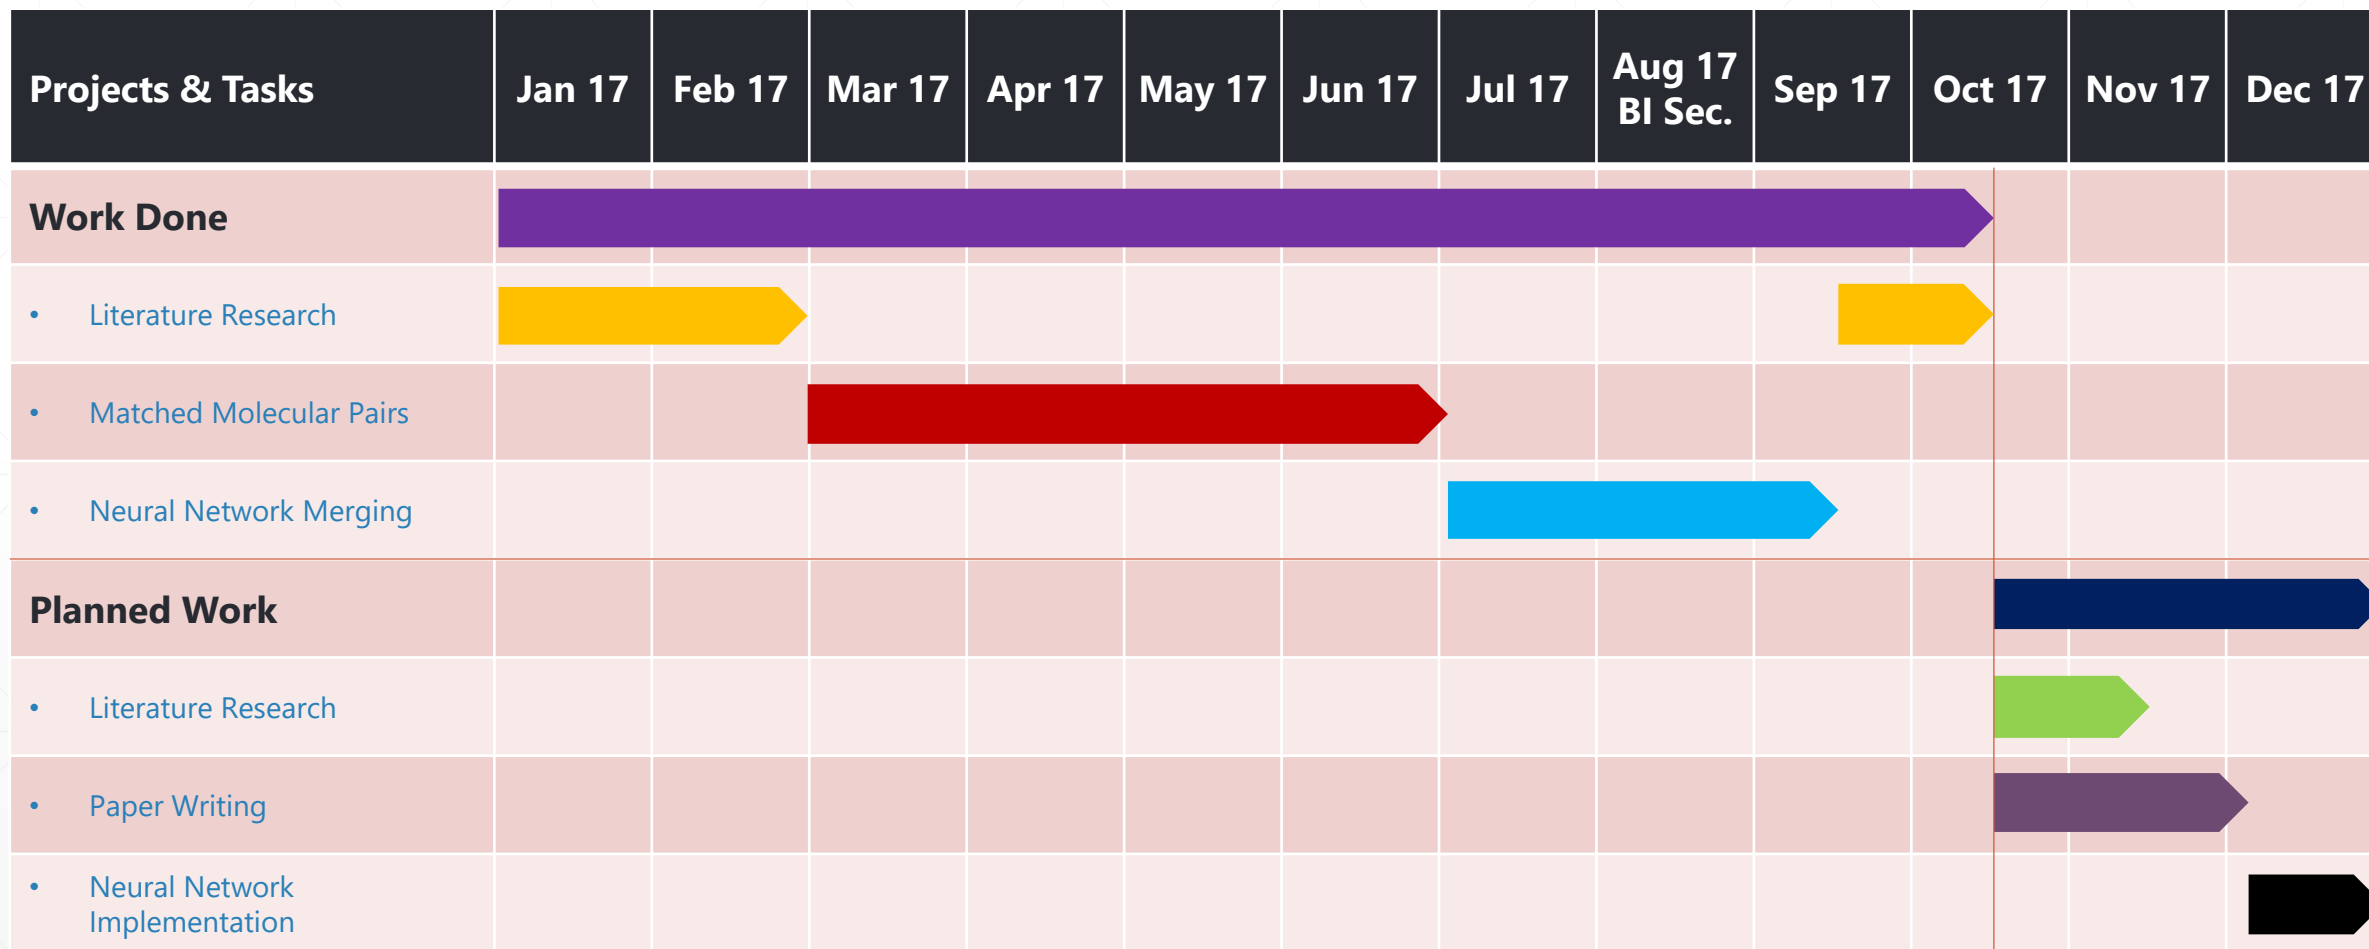 Projects & Tasks
Jan 17
Feb 17
Mar 17
Apr 17
May 17
Jun 17
Jul 17
Aug 17
BI Sec.
Sep 17
Oct 17
Nov 17
Dec 17
Work Done
• Literature Research
• Matched Molecular Pairs
• Neural Network Merging
Planned Work
• Literature Research
• Paper Writing
• Neural Network
Implementation